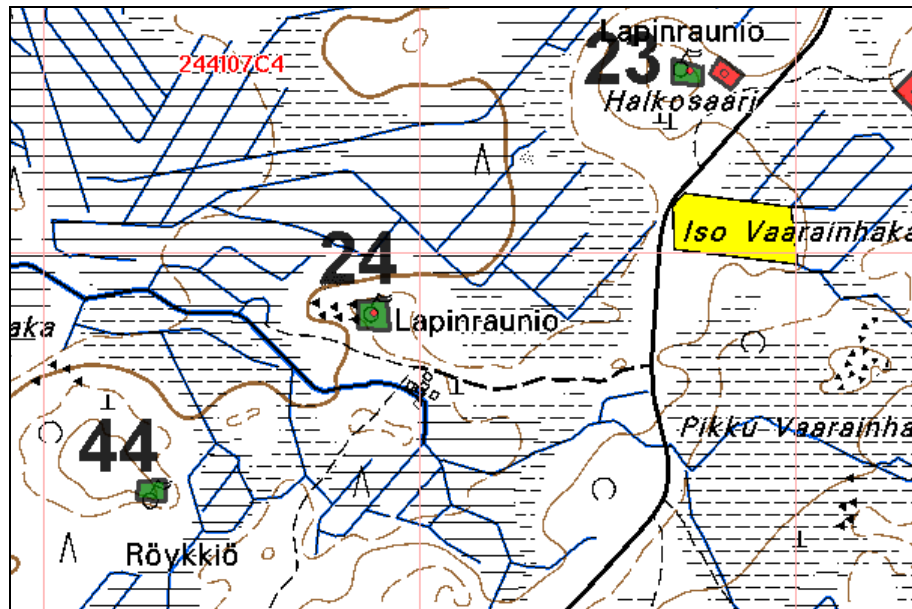 Lapinraunio
23
244107C4
Halkosaari
Iso Vaarainhaka
24
Lapinraunio
aka
Pikku Vaarainha
44
Röykkiö